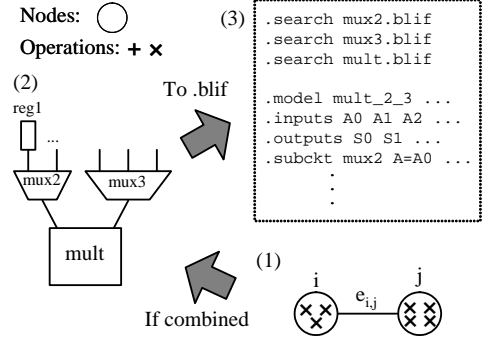 Nodes:
Operations: + ×
(2)
reg1
...
mux2
mux3
mult
To .blif
(3)
.search mux2.blif
.search mux3.blif
.search mult.blif
.model mult_2_3 ...
.inputs A0 A1 A2 ...
.outputs S0 S1 ...
.subckt mux2 A=A0 ...
.
.
.
(1)
i
j
e i,j
If combined